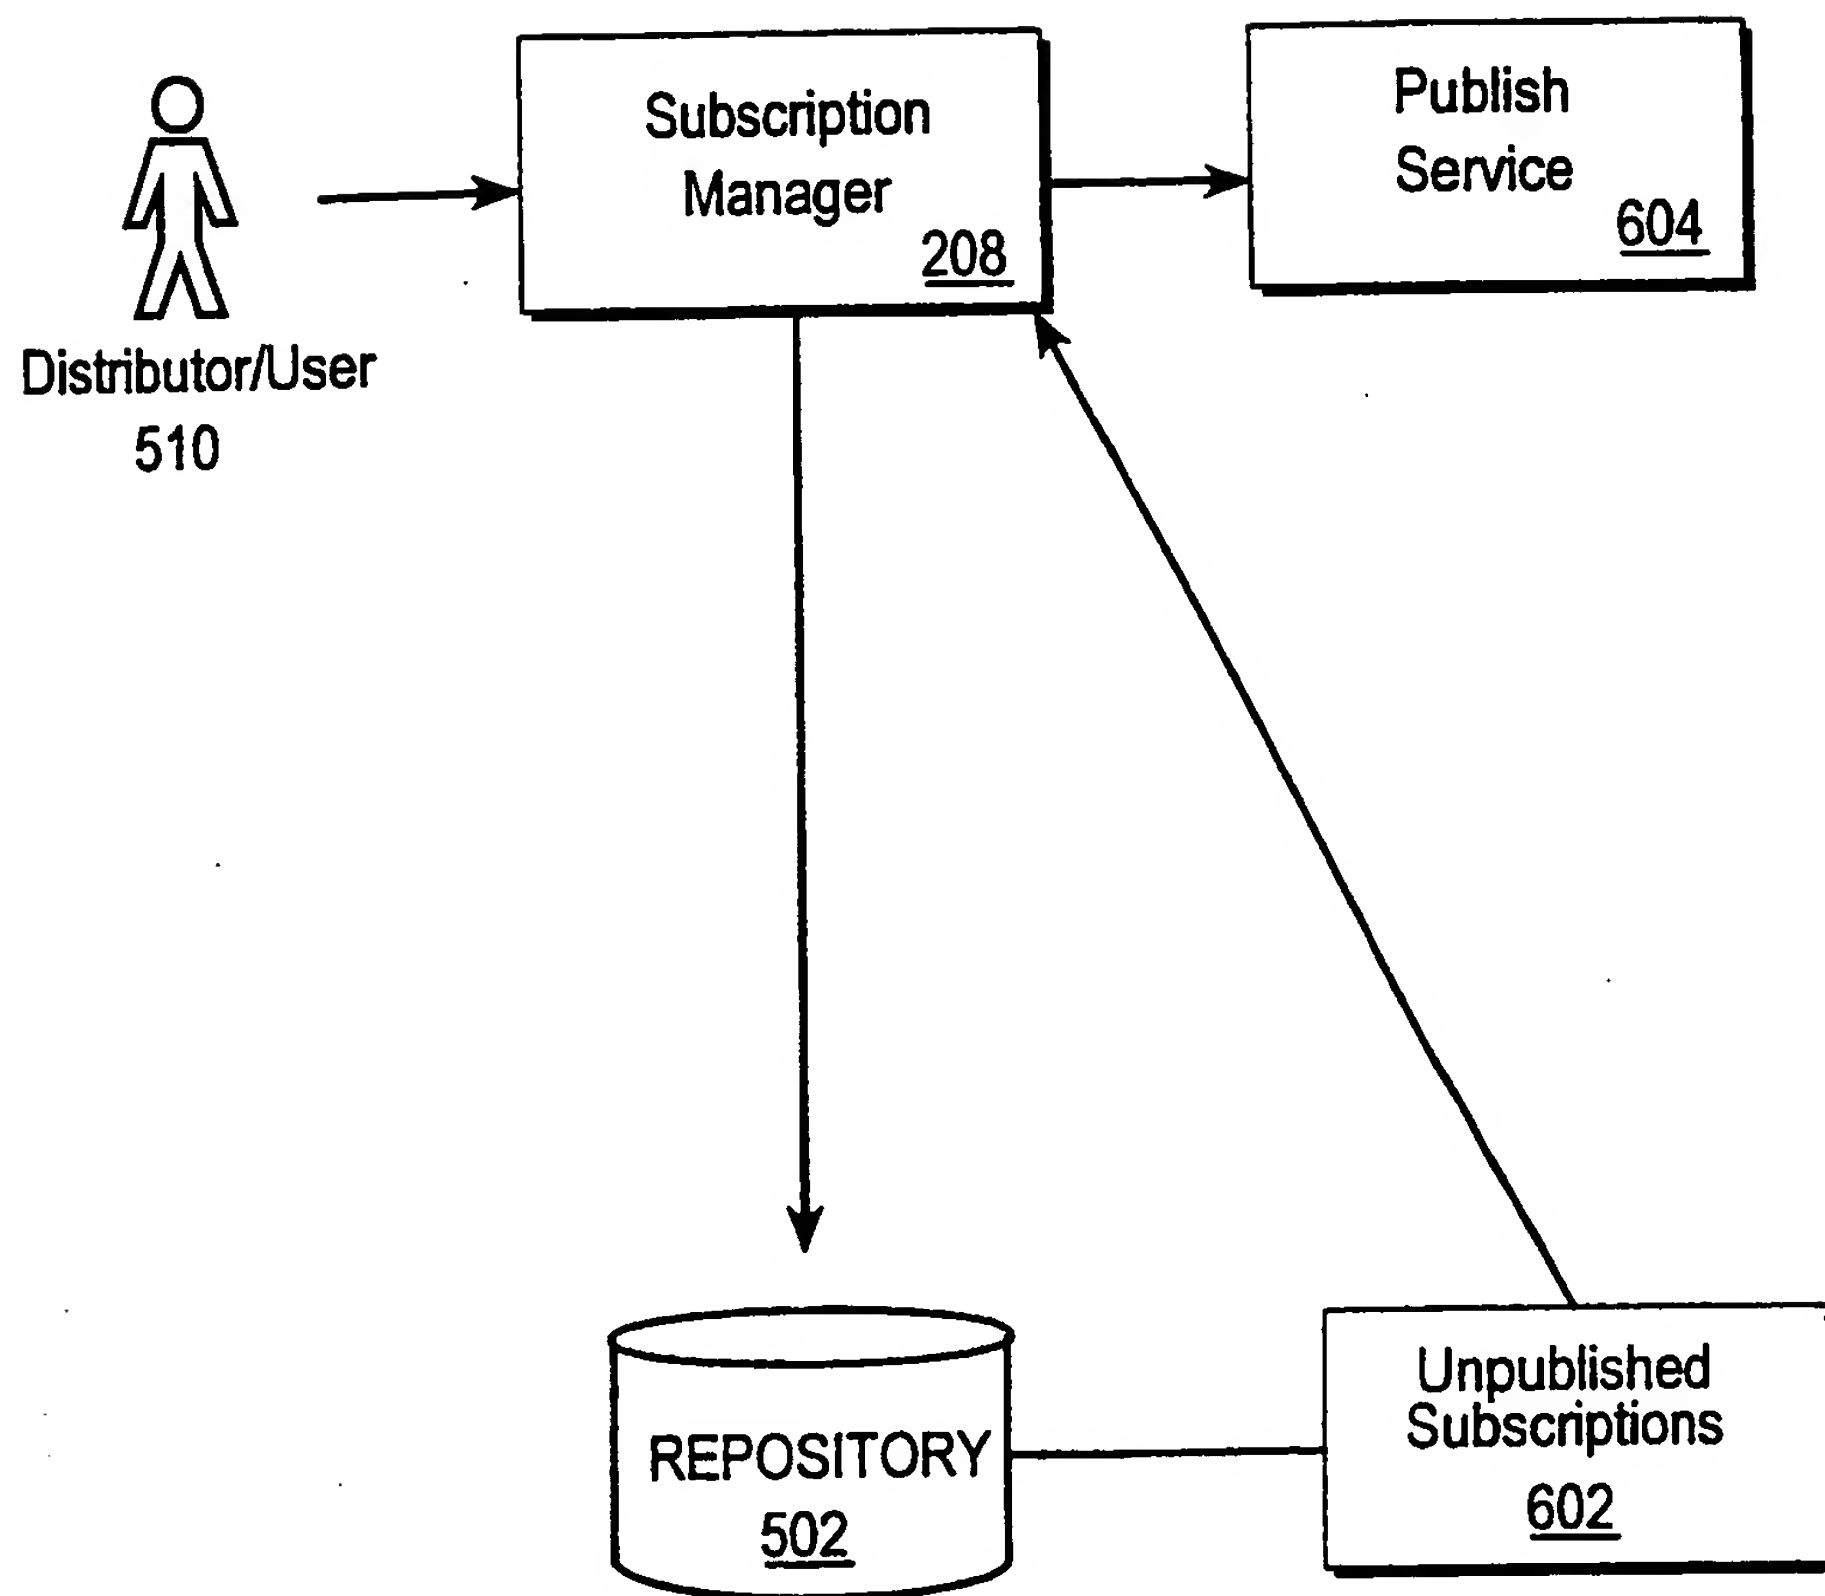 Subscription
Manager
208
Publish
Service
604
Distributor/User
510
REPOSITORY
502
Unpublished
Subscriptions
602